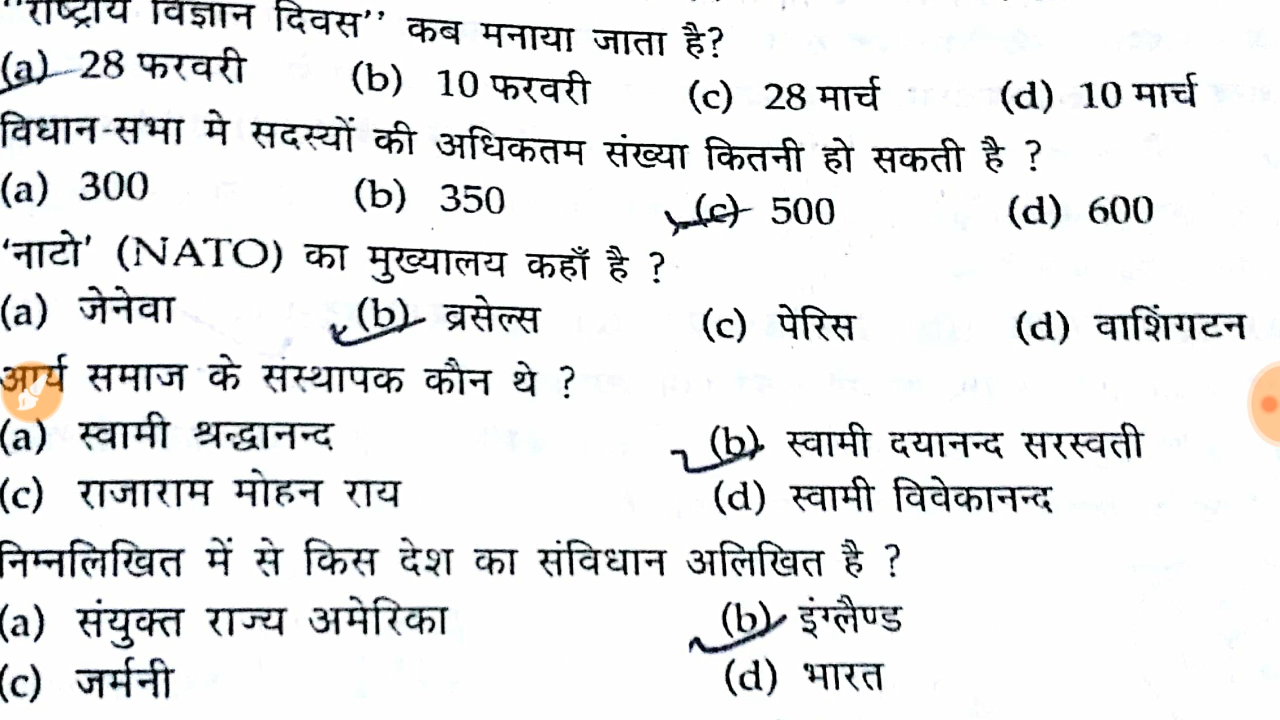 "राष्ट्रीय विज्ञान दिवस'' कब मनाया जाता है?
(a) 28 फरवरी (b) 10 फरवरी (c) 28 मार्च (d) 10 मार्च
विधान-सभा मे सदस्यों की अधिकतम संख्या कितनी हो सकती है ?
(a) 300 (b) 350 (c) 500 (d) 600
'नाटो' (NATO) का मुख्यालय कहाँ है ?
(a) जेनेवा (b) व्रसेल्स (c) पेरिस (d) वाशिंगटन
आर्य समाज के संस्थापक कौन थे ?
(a) स्वामी श्रद्धानन्द (b) स्वामी दयानन्द सरस्वती
(c) राजाराम मोहन राय (d) स्वामी विवेकानन्द
निम्नलिखित में से किस देश का संविधान अलिखित है ?
(a) संयुक्त राज्य अमेरिका (b) इंग्लैण्ड
(c) जर्मनी (d) भारत